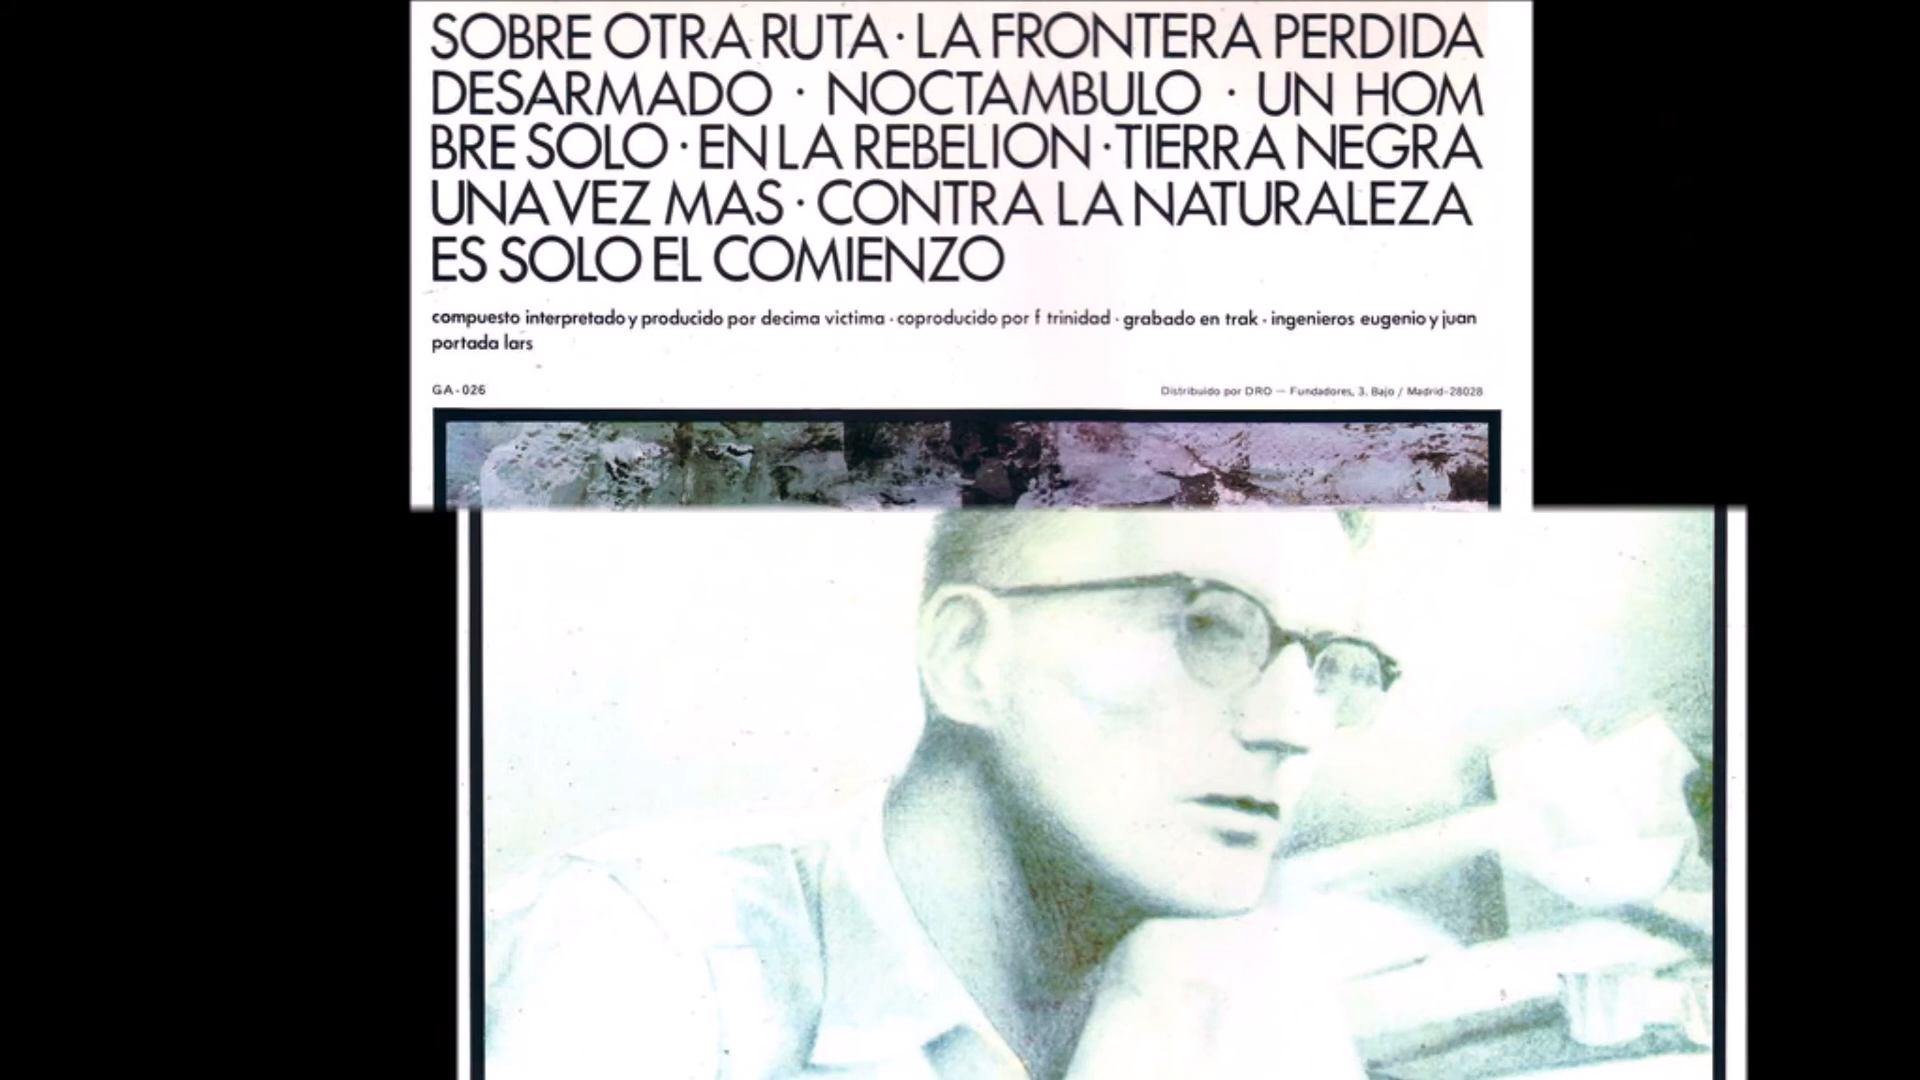 SOBRE OTRA RUTA · LA FRONTERA PERDIDA
DESARMADO · NOCTAMBULO · UN HOM
BRE SOLO · EN LA REBELION · TIERRA NEGRA
UNA VEZ MAS · CONTRA LA NATURALEZA
ES SOLO EL COMIENZO
compuesto interpretado y producido por decima victima · coproducido por f trinidad · grabado en trak · ingenieros eugenio y juan
portada lars
GA-026
Distribuido por DRO — Fundadores, 3. Bajo / Madrid-28028